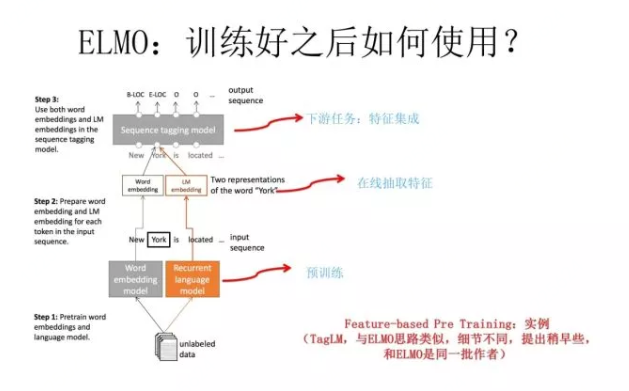 ELMO：训练好之后如何使用？
B-LOC E-LOC O O ... output
sequence
Step 3:
Use both word
embeddings and LM
embeddings in the
sequence tagging
model.
Sequence tagging model
下游任务：特征集成
New York is located ...
Word
embedding
LM
embedding
Two representations
of the word "York"
在线抽取特征
Step 2: Prepare word
embedding and LM
embedding for each
token in the input
sequence.
New York is located ... input
sequence
Word
embedding
model
Recurrent
language
model
预训练
Step 1: Pretrain word
embeddings and
language model.
unlabeled
data
Feature-based Pre Training：实例
（TagLM，与ELMO思路类似，细节不同，提出稍早些，
和ELMO是同一批作者）